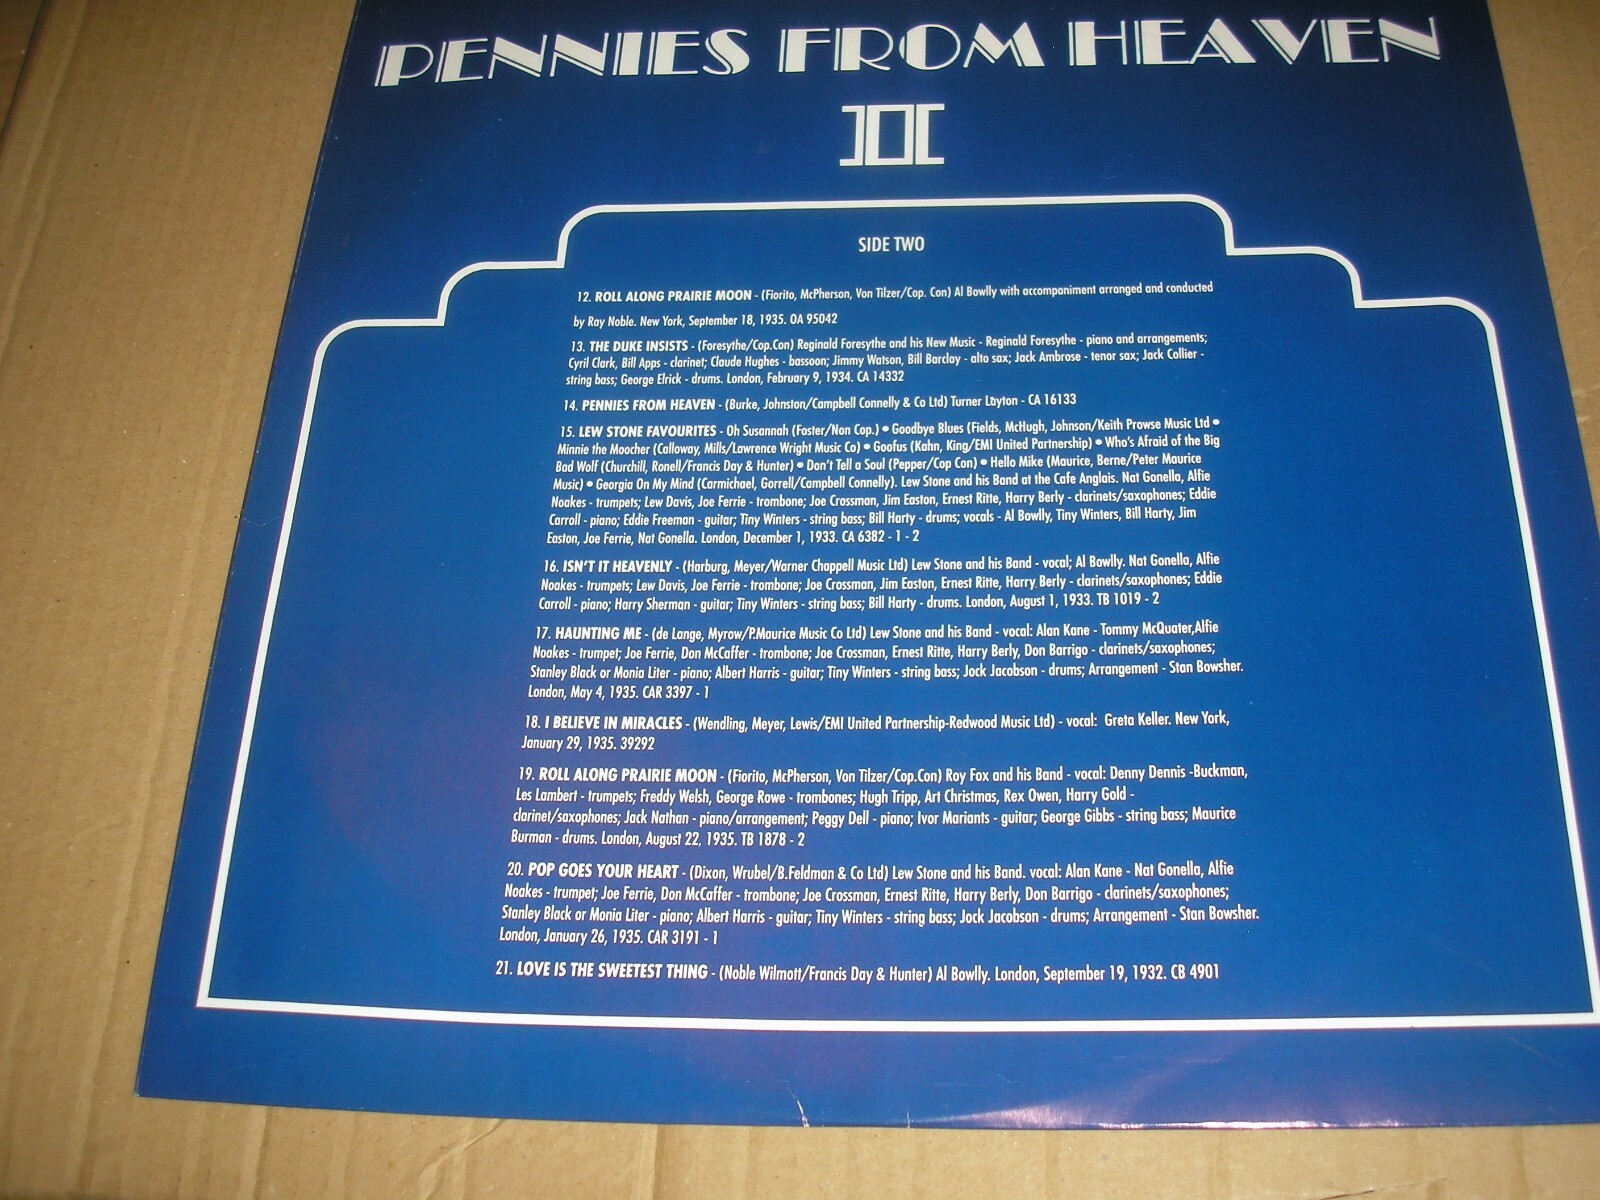 PENNIES FROM HEAVEN
II
SIDE TWO
12. ROLL ALONG PRAIRIE MOON - (Fiorito, McPherson, Von Tilzer/Cop. Con) Al Bowlly with accompaniment arranged and conducted
by Ray Noble. New York, September 18, 1935. OA 95042
13. THE DUKE INSISTS - (Foresythe/Cop.Con) Reginald Foresythe and his New Music - Reginald Foresythe - piano and arrangements;
Cyril Clark, Bill Apps - clarinet; Claude Hughes - bassoon; Jimmy Watson, Bill Barclay - alto sax; Jack Ambrose - tenor sax; Jack Collier -
string bass; George Elrick - drums. London, February 9, 1934. CA 14332
14. PENNIES FROM HEAVEN - (Burke, Johnston/Campbell Connelly & Co Ltd) Turner Layton - CA 16133
15. LEW STONE FAVOURITES - Oh Susannah (Foster/Non Cop.) • Goodbye Blues (Fields, McHugh, Johnson/Keith Prowse Music Ltd •
Minnie the Moocher (Calloway, Mills/Lawrence Wright Music Co) • Goofus (Kahn, King/EMI United Partnership) • Who's Afraid of the Big
Bad Wolf (Churchill, Ronell/Francis Day & Hunter) • Don't Tell a Soul (Pepper/Cop Con) • Hello Mike (Maurice, Berne/Peter Maurice
Music) • Georgia On My Mind (Carmichael, Gorrell/Campbell Connelly). Lew Stone and his Band at the Cafe Anglais. Nat Gonella, Alfie
Noakes - trumpets; Lew Davis, Joe Ferrie - trombone; Joe Crossman, Jim Easton, Ernest Ritte, Harry Berly - clarinets/saxophones; Eddie
Carroll - piano; Eddie Freeman - guitar; Tiny Winters - string bass; Bill Harty - drums; vocals - Al Bowlly, Tiny Winters, Bill Harty, Jim
Easton, Joe Ferrie, Nat Gonella. London, December 1, 1933. CA 6382 - 1 - 2
16. ISN'T IT HEAVENLY - (Harburg, Meyer/Warner Chappell Music Ltd) Lew Stone and his Band - vocal; Al Bowlly. Nat Gonella, Alfie
Noakes - trumpets; Lew Davis, Joe Ferrie - trombone; Joe Crossman, Jim Easton, Ernest Ritte, Harry Berly - clarinets/saxophones; Eddie
Carroll - piano; Harry Sherman - guitar; Tiny Winters - string bass; Bill Harty - drums. London, August 1, 1933. TB 1019 - 2
17. HAUNTING ME - (de Lange, Myrow/P.Maurice Music Co Ltd) Lew Stone and his Band - vocal: Alan Kane - Tommy McQuater,Alfie
Noakes - trumpet; Joe Ferrie, Don McCaffer - trombone; Joe Crossman, Ernest Ritte, Harry Berly, Don Barrigo - clarinets/saxophones;
Stanley Black or Monia Liter - piano; Albert Harris - guitar; Tiny Winters - string bass; Jock Jacobson - drums; Arrangement - Stan Bowsher.
London, May 4, 1935. CAR 3397 - 1
18. I BELIEVE IN MIRACLES - (Wendling, Meyer, Lewis/EMI United Partnership-Redwood Music Ltd) - vocal: Greta Keller. New York,
January 29, 1935. 39292
19. ROLL ALONG PRAIRIE MOON - (Fiorito, McPherson, Von Tilzer/Cop.Con) Roy Fox and his Band - vocal: Denny Dennis -Buckman,
Les Lambert - trumpets; Freddy Welsh, George Rowe - trombones; Hugh Tripp, Art Christmas, Rex Owen, Harry Gold -
clarinet/saxophones; Jack Nathan - piano/arrangement; Peggy Dell - piano; Ivor Mariants - guitar; George Gibbs - string bass; Maurice
Burman - drums. London, August 22, 1935. TB 1878 - 2
20. POP GOES YOUR HEART - (Dixon, Wrubel/B.Feldman & Co Ltd) Lew Stone and his Band. vocal: Alan Kane - Nat Gonella, Alfie
Noakes - trumpet; Joe Ferrie, Don McCaffer - trombone; Joe Crossman, Ernest Ritte, Harry Berly, Don Barrigo - clarinets/saxophones;
Stanley Black or Monia Liter - piano; Albert Harris - guitar; Tiny Winters - string bass; Jock Jacobson - drums; Arrangement - Stan Bowsher.
London, January 26, 1935. CAR 3191 - 1
21. LOVE IS THE SWEETEST THING - (Noble Wilmott/Francis Day & Hunter) Al Bowlly. London, September 19, 1932. CB 4901